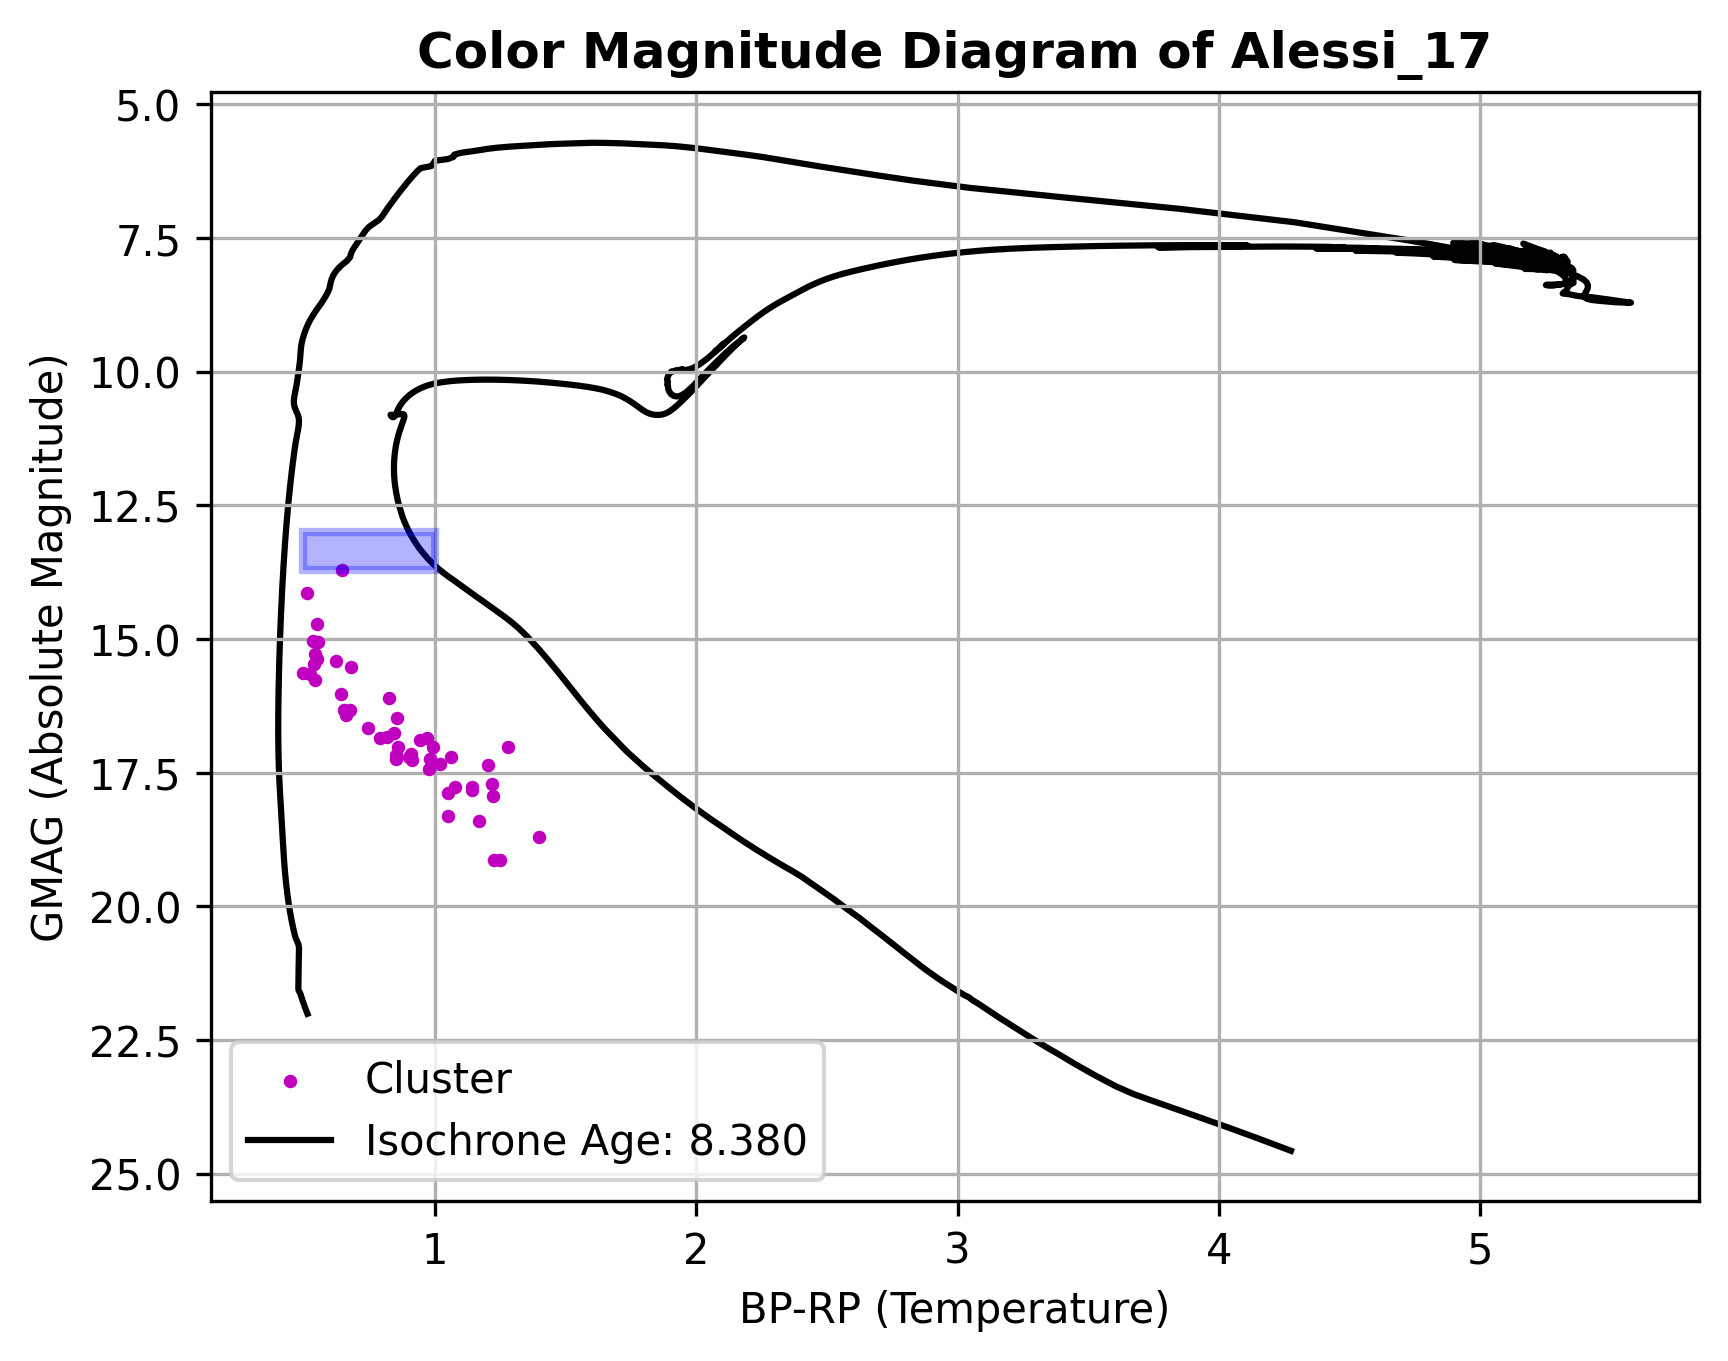 Color Magnitude Diagram of Alessi_17
GMAG (Absolute Magnitude)
5.0
7.5
10.0
12.5
15.0
17.5
20.0
22.5
25.0
Cluster
Isochrone Age: 8.380
1
2
3
4
5
BP-RP (Temperature)